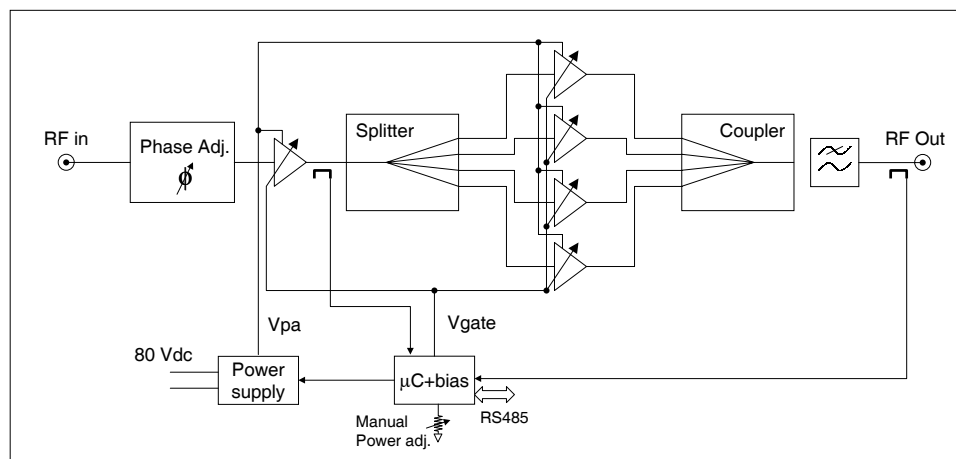 RF in
Phase Adj.
ϕ
Splitter
Coupler
RF Out
Vpa
Vgate
80 Vdc
Power
supply
μC+bias
RS485
Manual
Power adj.